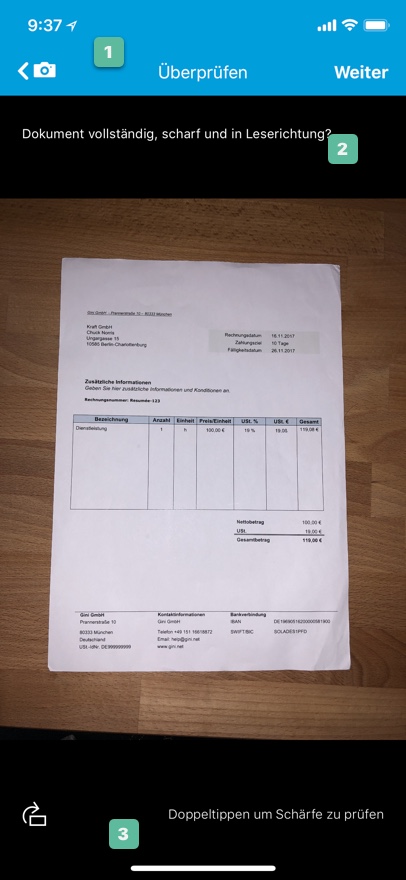 9:37
1
Überprüfen
Weiter
Dokument vollständig, scharf und in Leserichtung?
2
Gini GmbH - Prannerstraße 10 - 80333 München
Kraft GmbH
Chuck Norris
Ungargasse 15
10585 Berlin-Charlottenburg
Rechnungsdatum 16.11.2017
Zahlungsziel 10 Tage
Fälligkeitsdatum 26.11.2017
Zusätzliche Informationen
Geben Sie hier zusätzliche Informationen und Konditionen an.
Rechnungsnummer: Resumde-123
Bezeichnung Anzahl Einheit Preis/Einheit USt. % USt. € Gesamt
Dienstleistung 1 h 100,00 € 19 % 19,00 119,00 €
Nettobetrag 100,00 €
USt. 19,00 €
Gesamtbetrag 119,00 €
Gini GmbH Kontaktinformationen Bankverbindung
Prannerstraße 10 Gini GmbH IBAN
80333 München Telefon +49 151 16618872 SWIFT/BIC
Deutschland Email: help@gini.net
USt-IdNr. DE999999999 www.gini.net
Doppeltippen um Schärfe zu prüfen
3